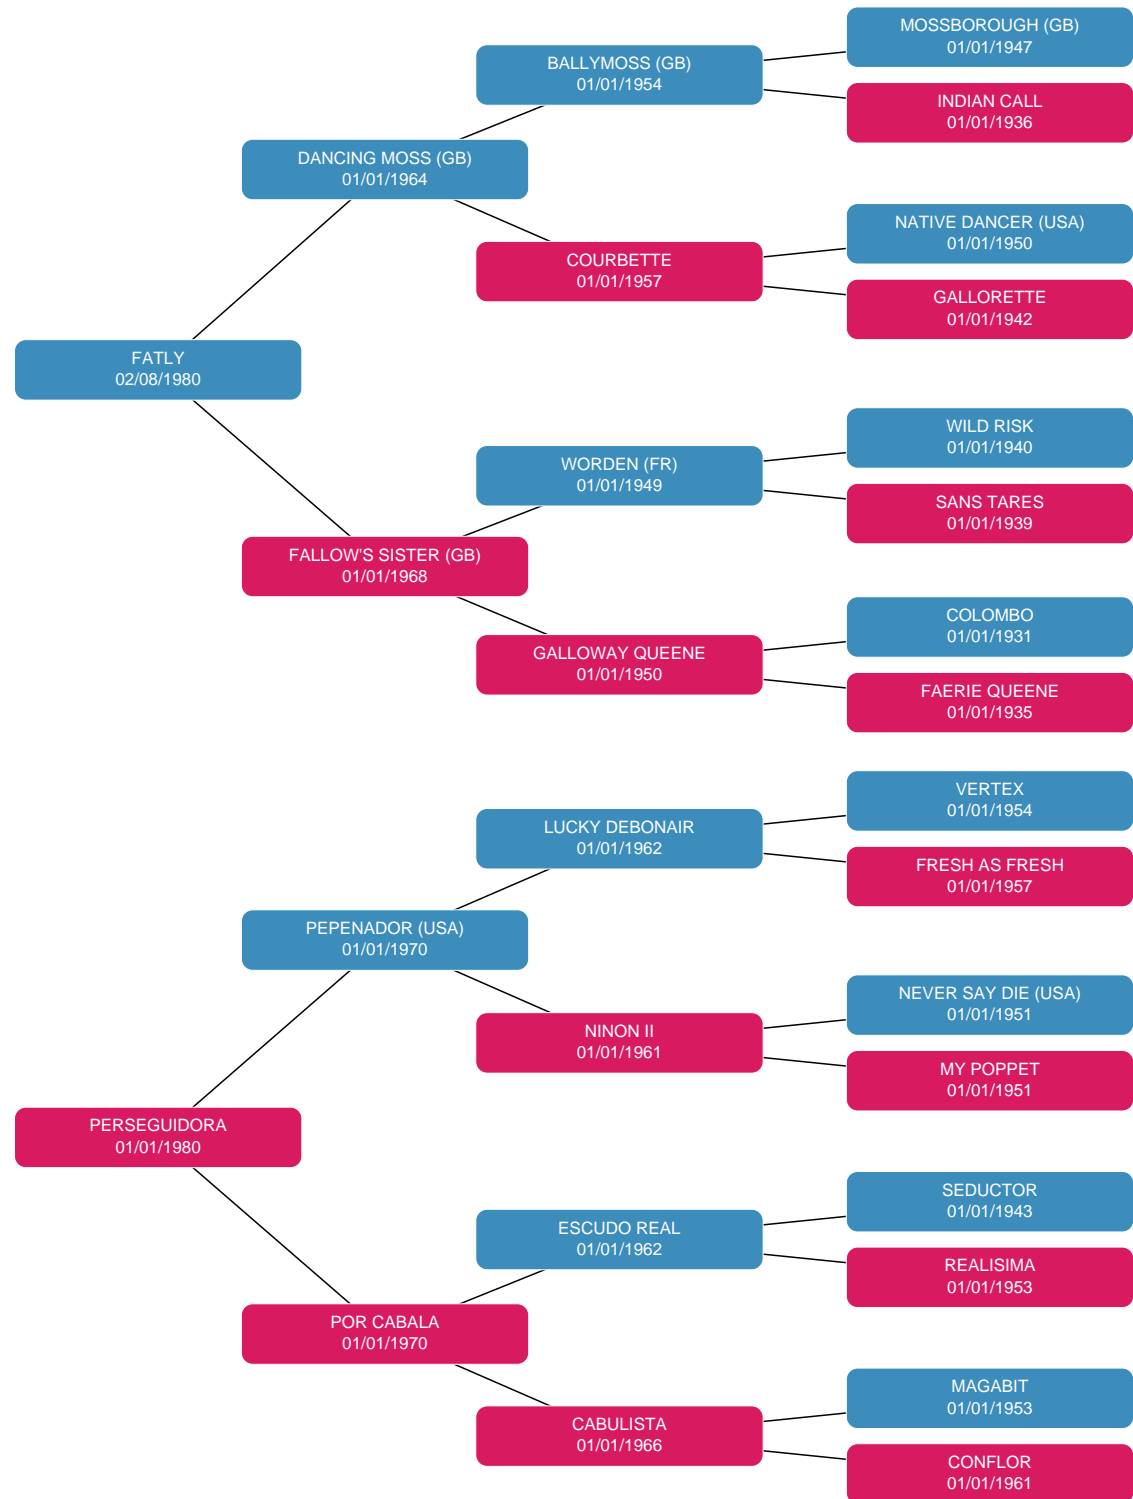 MOSSBOROUGH (GB)
01/01/1947
BALLYMOSS (GB)
01/01/1954
INDIAN CALL
01/01/1936
DANCING MOSS (GB)
01/01/1964
NATIVE DANCER (USA)
01/01/1950
COURBETTE
01/01/1957
GALLORETTE
01/01/1942
FATLY
02/08/1980
WILD RISK
01/01/1940
WORDEN (FR)
01/01/1949
SANS TARES
01/01/1939
FALLOW'S SISTER (GB)
01/01/1968
COLOMBO
01/01/1931
GALLOWAY QUEENE
01/01/1950
FAERIE QUEENE
01/01/1935
VERTEX
01/01/1954
LUCKY DEBONAIR
01/01/1962
FRESH AS FRESH
01/01/1957
PEPENADOR (USA)
01/01/1970
NEVER SAY DIE (USA)
01/01/1951
NINON II
01/01/1961
MY POPPET
01/01/1951
PERSEGUIDORA
01/01/1980
SEDUCTOR
01/01/1943
ESCUDO REAL
01/01/1962
REALISIMA
01/01/1953
POR CABALA
01/01/1970
MAGABIT
01/01/1953
CABULISTA
01/01/1966
CONFLOR
01/01/1961